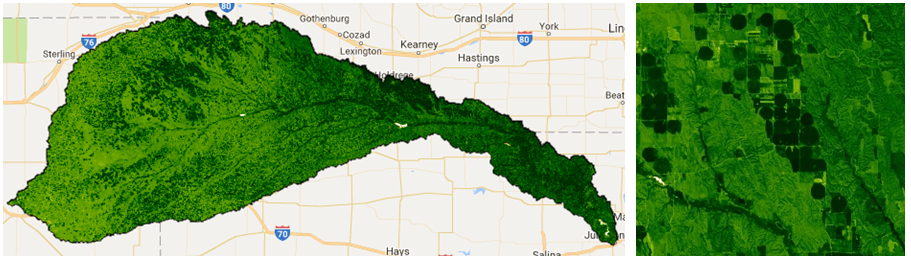 80
Gothenburg
Grand Island
York
76
Cozad
80
Lin
Sterling
Lexington
Kearney
Hastings
Holdrege
Beat
Ma
Jun
70
Hays
Salina